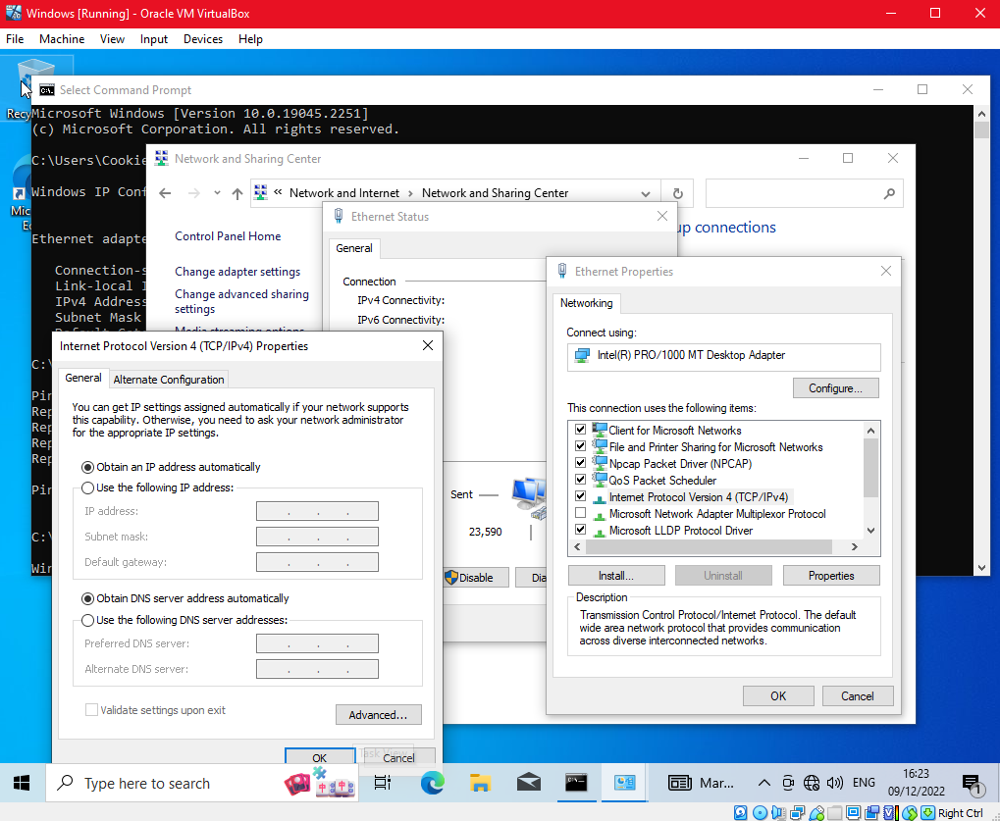 Windows [Running] - Oracle VM VirtualBox
File Machine View Input Devices Help
Select Command Prompt
Microsoft Windows [Version 10.0.19045.2251]
(c) Microsoft Corporation. All rights reserved.
C:\Users\Cookie
Windows IP Conf
Ethernet adapte
Connection-s
Link-local I
IPv4 Address
Subnet Mask
C:\
Pin
Rep
Rep
Rep
Rep
Pin
C:\
Win
Recy
Mic
Network and Sharing Center
« Network and Internet › Network and Sharing Center
Control Panel Home
Change adapter settings
Change advanced sharing
settings
Media streaming options
up connections
Ethernet Status
General
Connection
IPv4 Connectivity:
IPv6 Connectivity:
Sent
23,590
Disable
Dia
Ethernet Properties
Networking
Connect using:
Intel(R) PRO/1000 MT Desktop Adapter
Configure...
This connection uses the following items:
Client for Microsoft Networks
File and Printer Sharing for Microsoft Networks
Npcap Packet Driver (NPCAP)
QoS Packet Scheduler
Internet Protocol Version 4 (TCP/IPv4)
Microsoft Network Adapter Multiplexor Protocol
Microsoft LLDP Protocol Driver
Install...
Uninstall
Properties
Description
Transmission Control Protocol/Internet Protocol. The default
wide area network protocol that provides communication
across diverse interconnected networks.
OK
Cancel
Internet Protocol Version 4 (TCP/IPv4) Properties
General
Alternate Configuration
You can get IP settings assigned automatically if your network supports
this capability. Otherwise, you need to ask your network administrator
for the appropriate IP settings.
Obtain an IP address automatically
Use the following IP address:
IP address:
Subnet mask:
Default gateway:
Obtain DNS server address automatically
Use the following DNS server addresses:
Preferred DNS server:
Alternate DNS server:
Validate settings upon exit
Advanced...
OK
Cancel
Task View
Type here to search
Mar...
ENG
16:23
09/12/2022
1
Right Ctrl